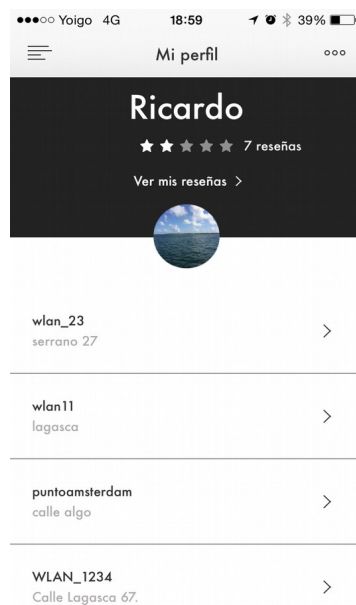 Yoigo 4G 18:59 39%
Mi perfil
Ricardo
7 reseñas
Ver mis reseñas >
wlan_23
serrano 27
wlan11
lagasca
puntoamsterdam
calle algo
WLAN_1234
Calle Lagasca 67.